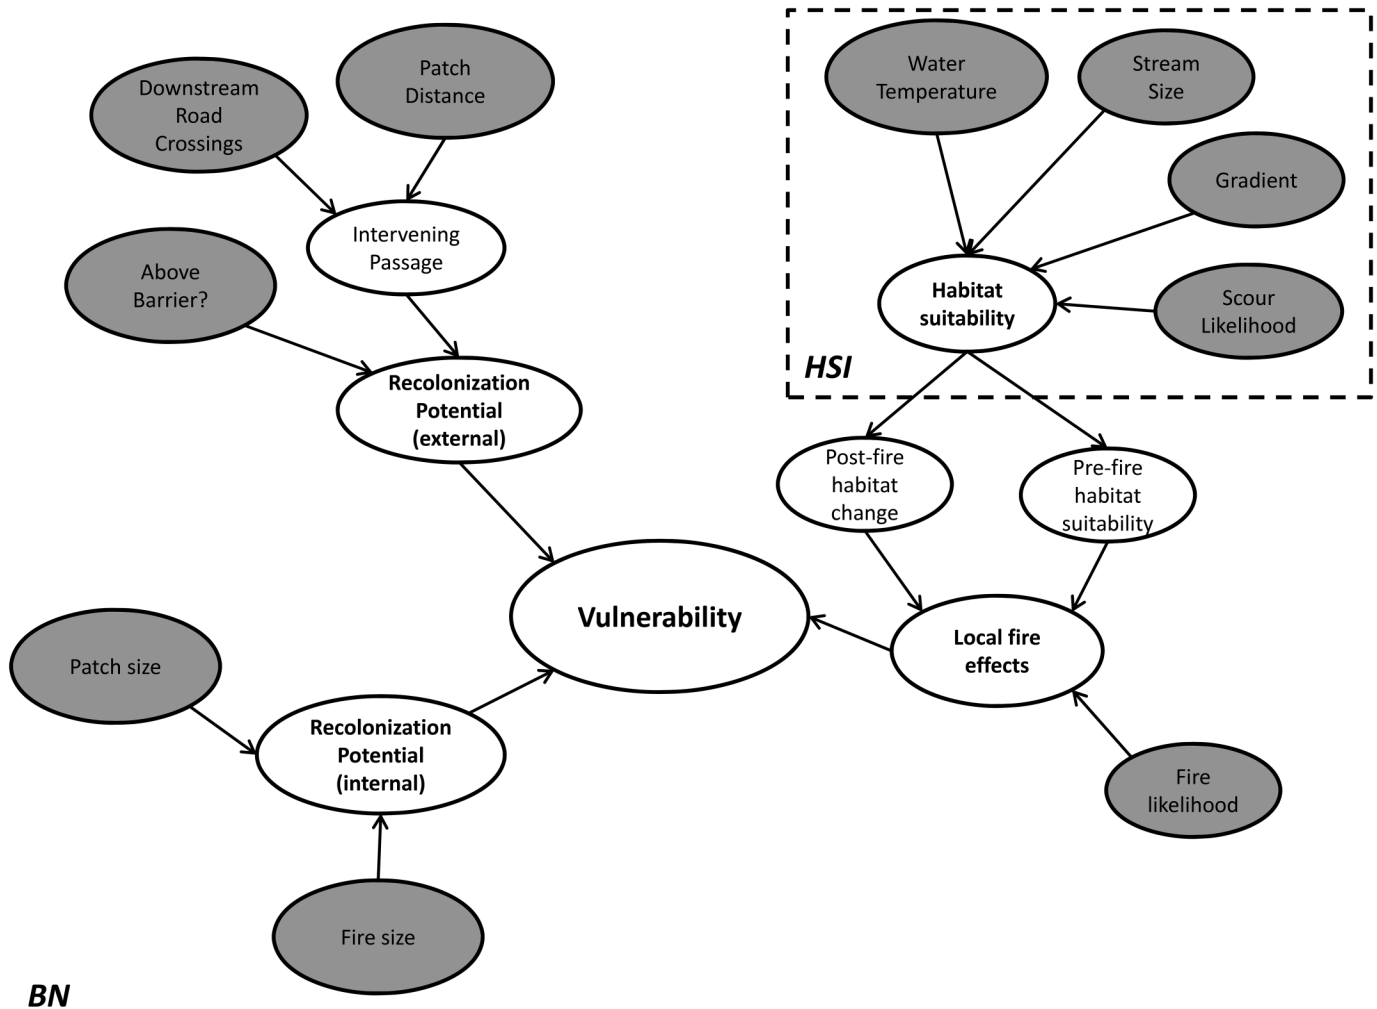 Downstream
Road
Crossings
Patch
Distance
Above
Barrier?
Intervening
Passage
Recolonization
Potential
(external)
Water
Temperature
Stream
Size
Gradient
Scour
Likelihood
Habitat
suitability
HSI
Post-fire
habitat
change
Pre-fire
habitat
suitability
Vulnerability
Local fire
effects
Fire
likelihood
Patch size
Recolonization
Potential
(internal)
Fire size
BN